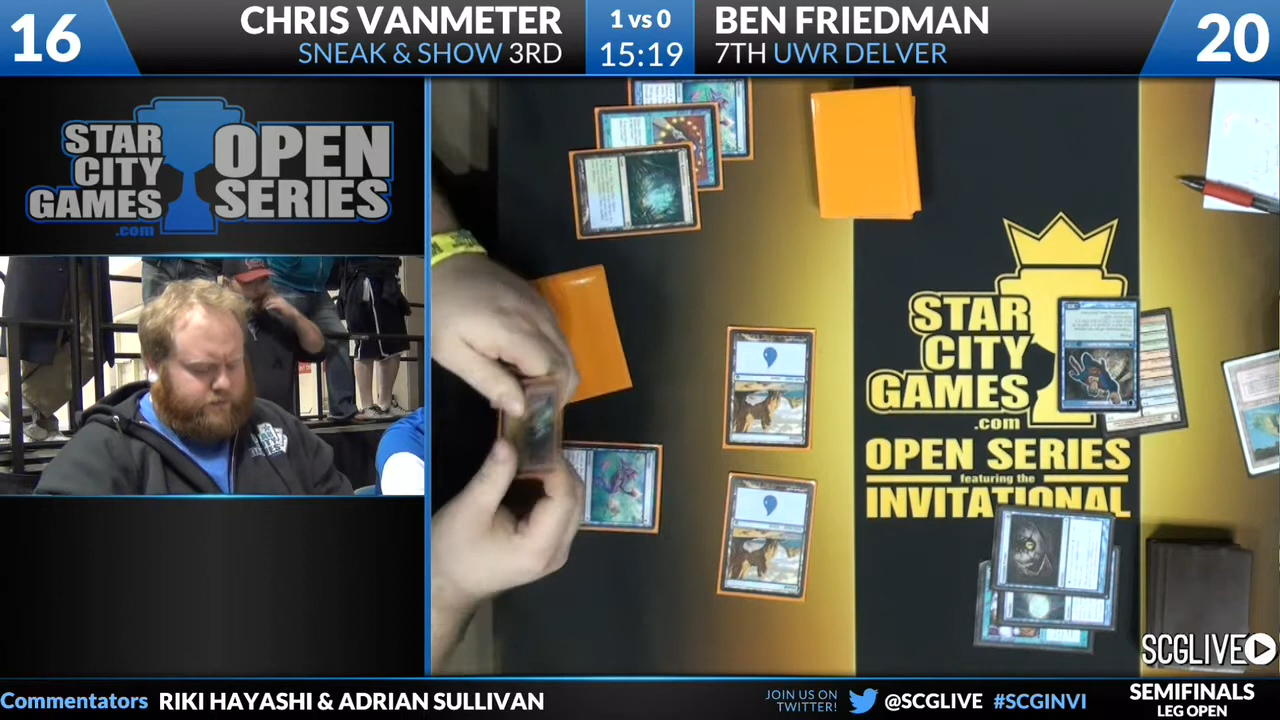 16
CHRIS VANMETER
SNEAK & SHOW 3RD
1 vs 0
15:19
BEN FRIEDMAN
7TH UWR DELVER
20
STAR
CITY
GAMES
.com
OPEN
SERIES
STAR
CITY
GAMES
.com
OPEN SERIES
featuring the
INVITATIONAL
SCGLIVE
Commentators RIKI HAYASHI & ADRIAN SULLIVAN
JOIN US ON
TWITTER!
@SCGLIVE #SCGINVI
SEMIFINALS
LEG OPEN